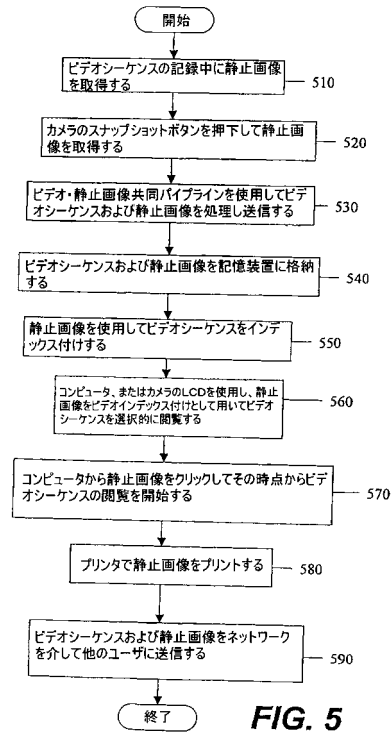 開始
ビデオシーケンスの記録中に静止画像
を取得する
510
カメラのスナップショットボタンを押下して静止画
像を取得する
520
ビデオ・静止画像共同パイプラインを使用してビデ
オシーケンスおよび静止画像を処理し送信する
530
ビデオシーケンスおよび静止画像を記憶装置に格納
する
540
静止画像を使用してビデオシーケンスをイン
デックス付けする
550
コンピュータ、またはカメラのLCDを使用し、静止
画像をビデオインデックス付けとして用いてビデオ
シーケンスを選択的に閲覧する
560
コンピュータから静止画像をクリックしてその時点からビデ
オシーケンスの閲覧を開始する
570
プリンタで静止画像をプリントする
580
ビデオシーケンスおよび静止画像をネットワーク
を介して他のユーザに送信する
590
終了
FIG. 5